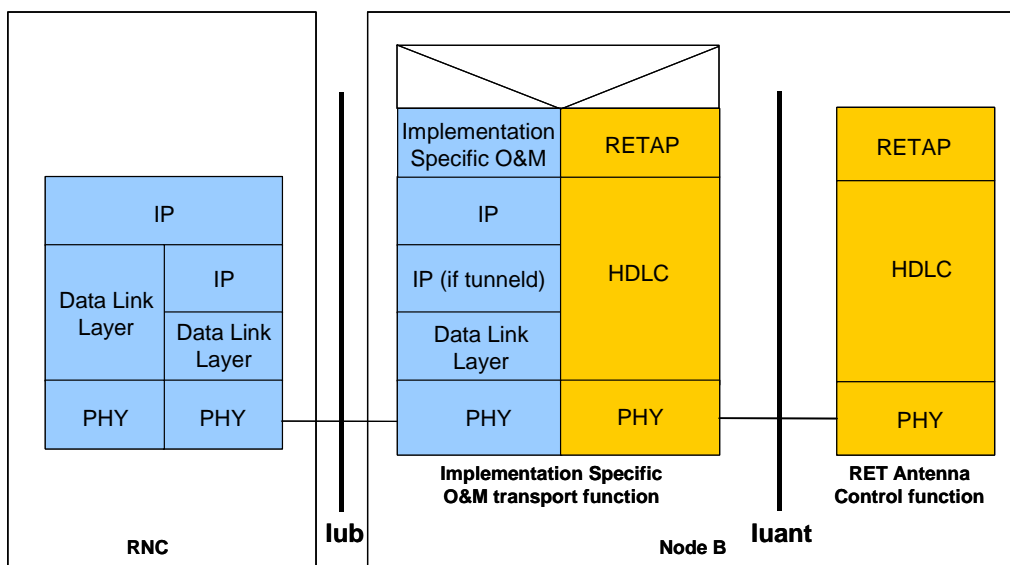 IP
Data Link
Layer
IP
Data Link
Layer
PHY
PHY
RNC
Iub
Implementation
Specific O&M
RETAP
IP
IP (if tunneld)
HDLC
Data Link
Layer
PHY
PHY
Implementation Specific
O&M transport function
Node B
Iuant
RETAP
HDLC
PHY
RET Antenna
Control function